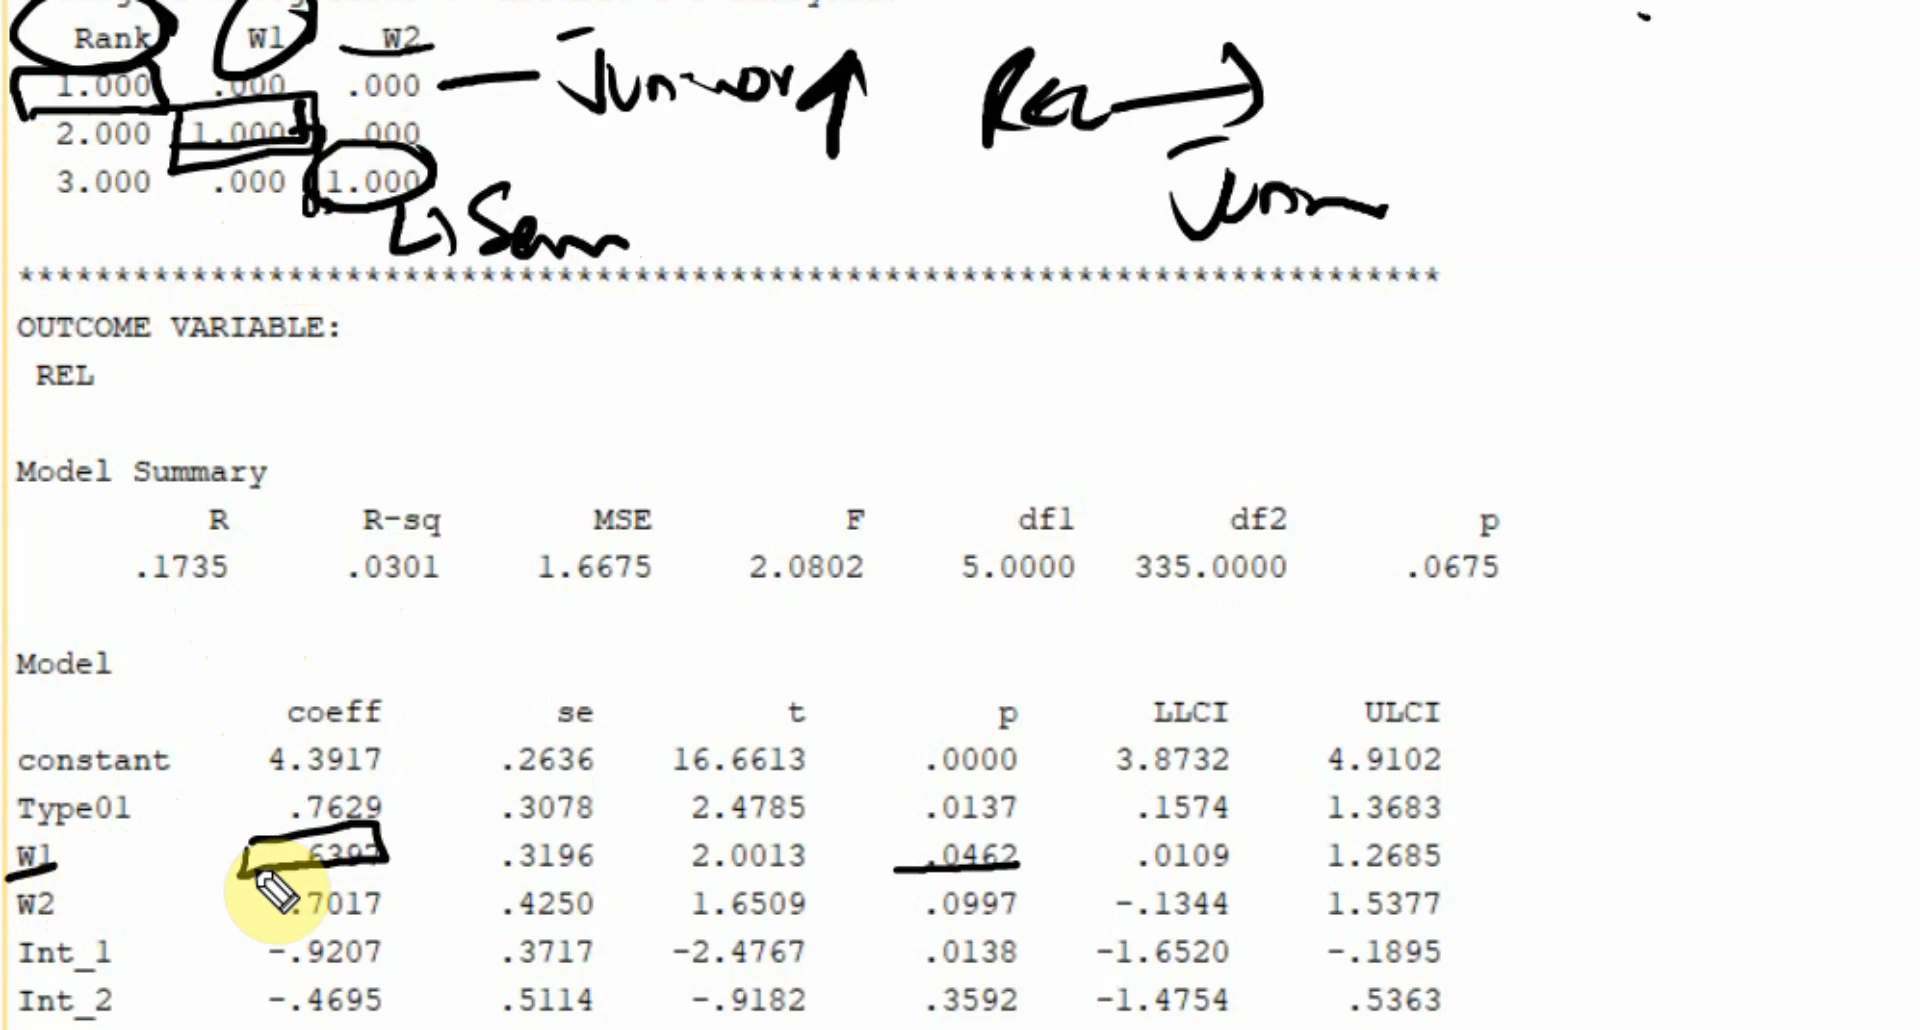 Rank W1 W2
1.000 .000 .000 Junior Rel
2.000 1.000 .000
3.000 .000 1.000
**************************************************************************
OUTCOME VARIABLE:
REL
Model Summary
R R-sq MSE F df1 df2 p
.1735 .0301 1.6675 2.0802 5.0000 335.0000 .0675
Model
coeff se t p LLCI ULCI
constant 4.3917 .2636 16.6613 .0000 3.8732 4.9102
Type01 .7629 .3078 2.4785 .0137 .1574 1.3683
W1 .6397 .3196 2.0013 .0462 .0109 1.2685
W2 .7017 .4250 1.6509 .0997 -.1344 1.5377
Int_1 -.9207 .3717 -2.4767 .0138 -1.6520 -.1895
Int_2 -.4695 .5114 -.9182 .3592 -1.4754 .5363